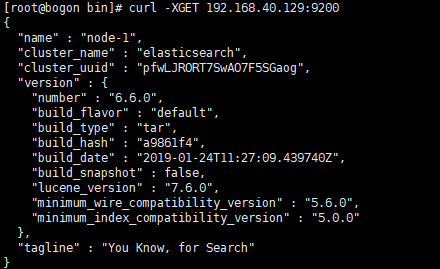 [root@bogon bin]# curl -XGET 192.168.40.129:9200
{
  "name" : "node-1",
  "cluster_name" : "elasticsearch",
  "cluster_uuid" : "pfwLJRORT7SwAO7F5SGaog",
  "version" : {
    "number" : "6.6.0",
    "build_flavor" : "default",
    "build_type" : "tar",
    "build_hash" : "a9861f4",
    "build_date" : "2019-01-24T11:27:09.439740Z",
    "build_snapshot" : false,
    "lucene_version" : "7.6.0",
    "minimum_wire_compatibility_version" : "5.6.0",
    "minimum_index_compatibility_version" : "5.0.0"
  },
  "tagline" : "You Know, for Search"
}